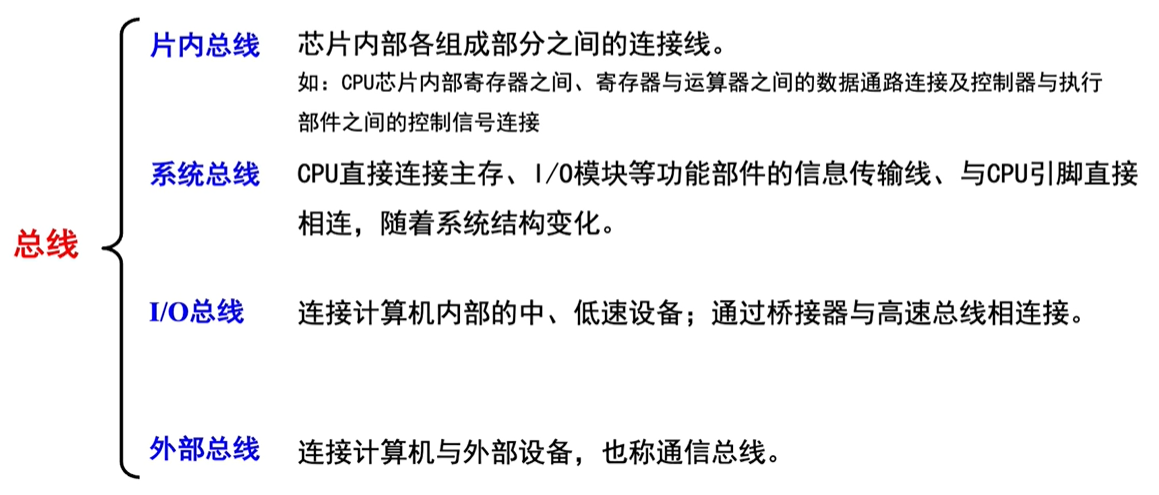 总线
片内总线 芯片内部各组成部分之间的连接线。
如：CPU芯片内部寄存器之间、寄存器与运算器之间的数据通路连接及控制器与执行
部件之间的控制信号连接
系统总线 CPU直接连接主存、I/O模块等功能部件的信息传输线、与CPU引脚直接
相连，随着系统结构变化。
I/O总线 连接计算机内部的中、低速设备；通过桥接器与高速总线相连接。
外部总线 连接计算机与外部设备，也称通信总线。